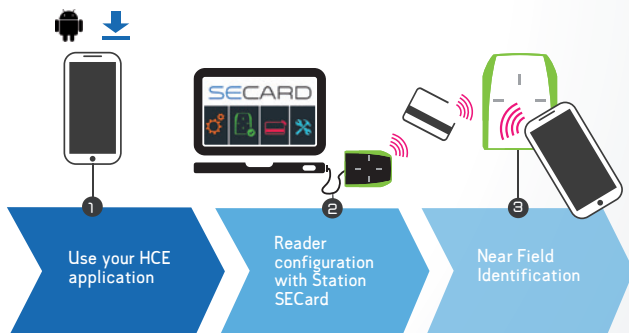 SECARD
1
2
3
Use your HCE
application
Reader
configuration
with Station
SECard
Near Field
Identification